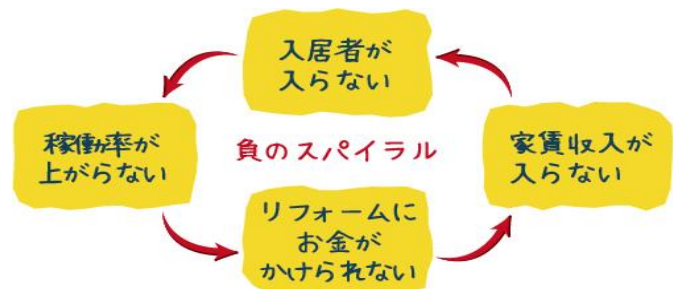 入居者が
入らない
稼働率が
上がらない
負のスパイラル
家賃収入が
入らない
リフォームに
お金が
かけられない